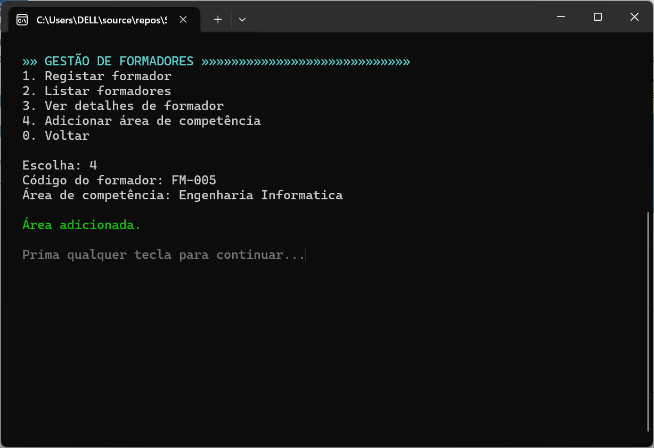 C:\Users\DELL\source\repos\S
»» GESTÃO DE FORMADORES »»»»»»»»»»»»»»»»»»»»»»»»»»»»
1. Registar formador
2. Listar formadores
3. Ver detalhes de formador
4. Adicionar área de competência
0. Voltar
Escolha: 4
Código do formador: FM-005
Área de competência: Engenharia Informatica
Área adicionada.
Prima qualquer tecla para continuar...